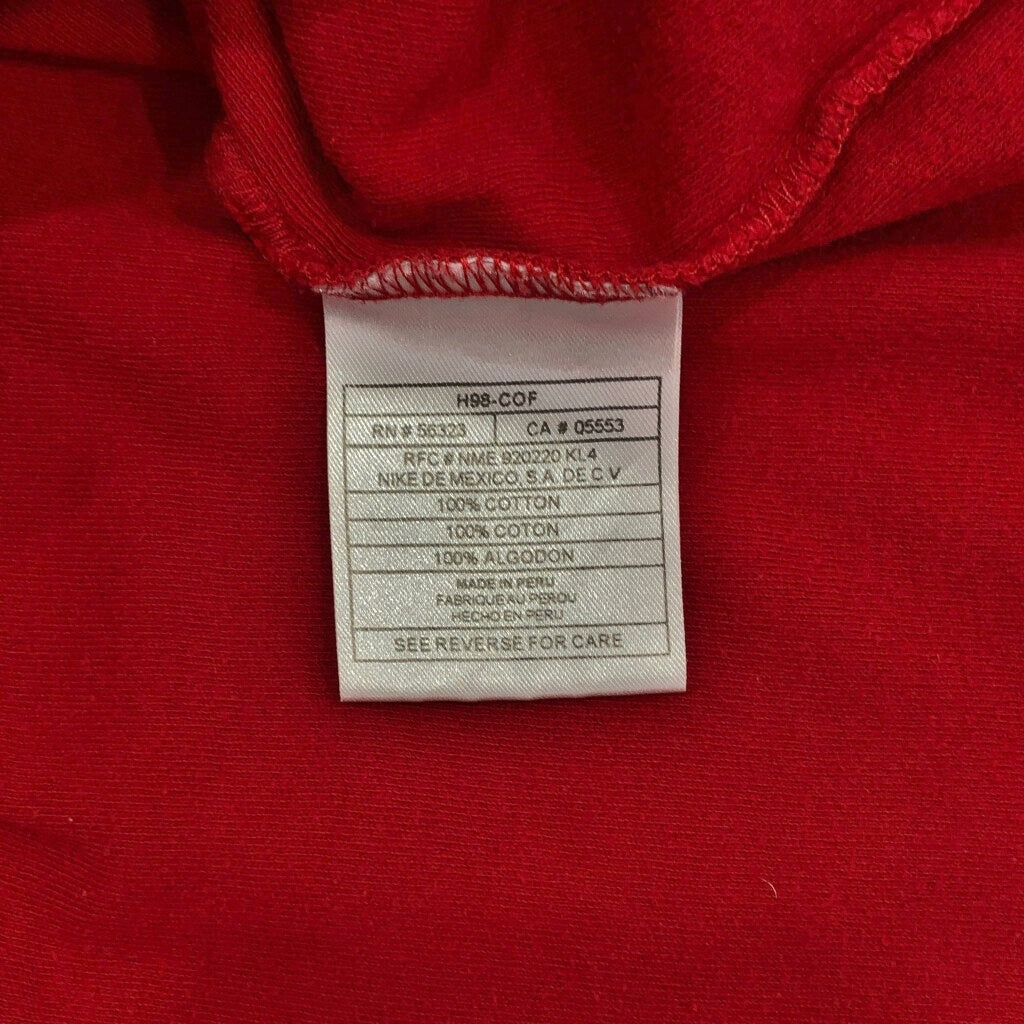 H98-COF
RN # 56323 CA # 05553
RFC # NME 920220 KL4
NIKE DE MEXICO, S A DE C V
100% COTTON
100% COTON
100% ALGODON
MADE IN PERU
FABRIQUE AU PEROU
HECHO EN PERU
SEE REVERSE FOR CARE